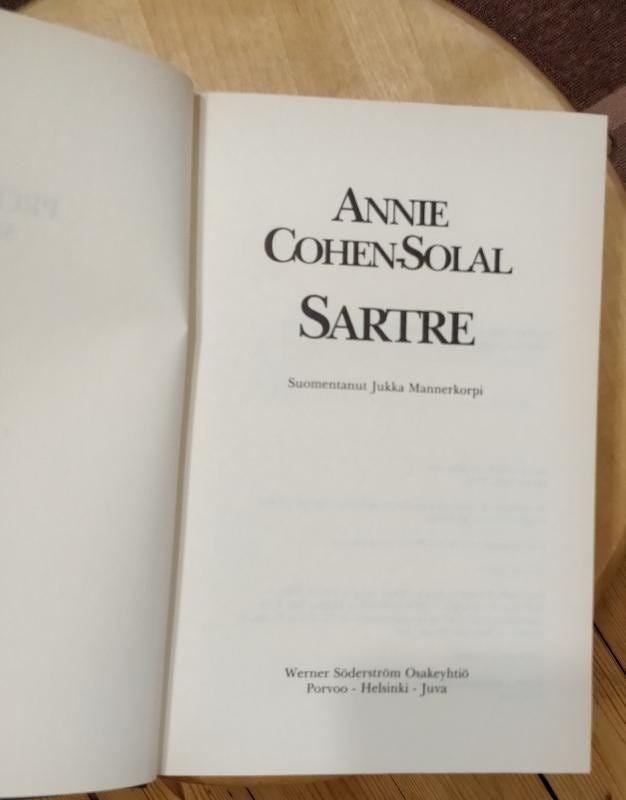 ANNIE
COHEN-SOLAL
SARTRE
Suomentanut Jukka Mannerkorpi
Werner Söderström Osakeyhtiö
Porvoo - Helsinki - Juva